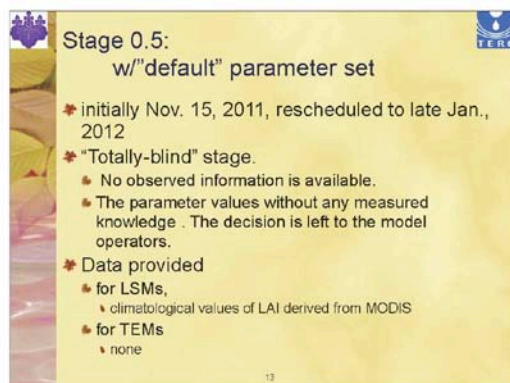 TERC
Stage 0.5:
w/"default" parameter set
initially Nov. 15, 2011, rescheduled to late Jan.,
2012
"Totally-blind" stage.
No observed information is available.
The parameter values without any measured
knowledge . The decision is left to the model
operators.
Data provided
for LSMs,
climatological values of LAI derived from MODIS
for TEMs
none
13